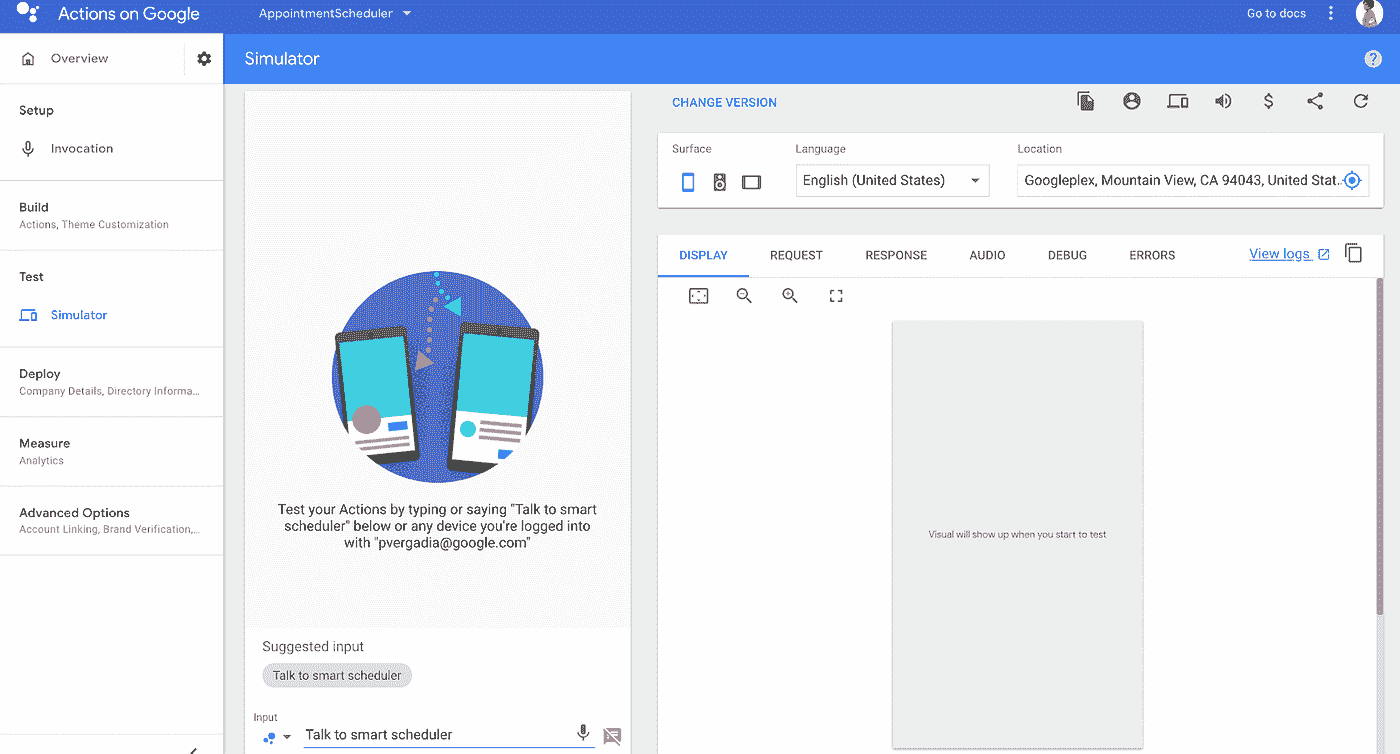 Actions on Google
AppointmentScheduler
Go to docs
Overview
Simulator
Setup
Invocation
Build
Actions, Theme Customization
Test
Simulator
Deploy
Company Details, Directory Informa...
Measure
Analytics
Advanced Options
Account Linking, Brand Verification,...
Test your Actions by typing or saying "Talk to smart
scheduler" below or any device you're logged into
with "pvergadia@google.com"
Suggested input
Talk to smart scheduler
Input
Talk to smart scheduler
CHANGE VERSION
Surface
Language
Location
English (United States)
Googleplex, Mountain View, CA 94043, United Stat...
DISPLAY
REQUEST
RESPONSE
AUDIO
DEBUG
ERRORS
View logs
Visual will show up when you start to test